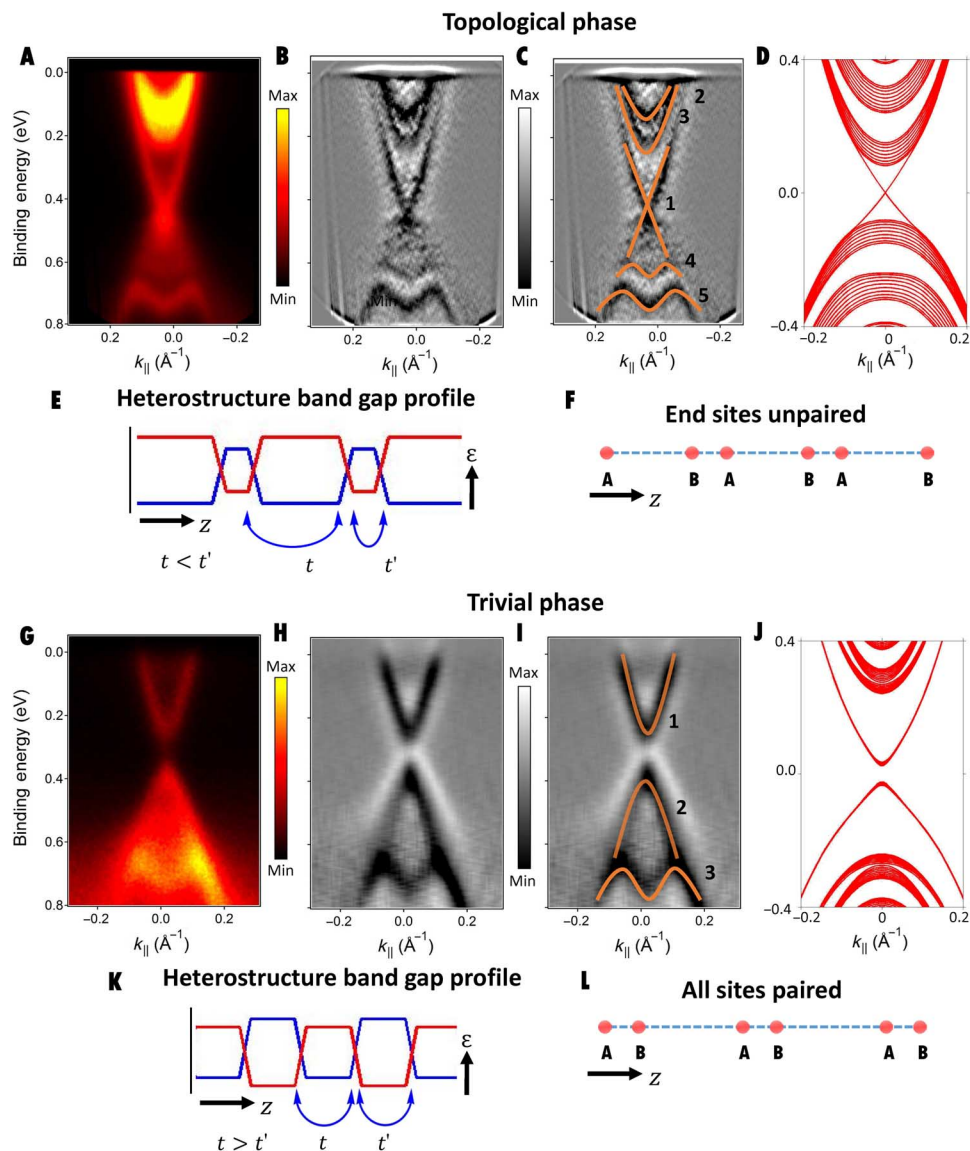 Topological phase
A
B
C
D
Binding energy (eV)
0.0
0.2
0.4
0.6
0.8
0.2
0.0
-0.2
k|| (Å⁻¹)
Max
Min
Min
0.2
0.0
-0.2
k|| (Å⁻¹)
Max
Min
2
3
1
4
5
0.2
0.0
-0.2
k|| (Å⁻¹)
0.4
0.0
−0.4
−0.2
0
0.2
k|| (Å⁻¹)
E
Heterostructure band gap profile
ε
z
t < t'
t
t'
F
End sites unpaired
A B A B A B
z
Trivial phase
G
H
I
J
Binding energy (eV)
0.0
0.2
0.4
0.6
0.8
-0.2
0.0
0.2
k|| (Å⁻¹)
Max
Min
-0.2
0.0
0.2
k|| (Å⁻¹)
Max
Min
1
2
3
-0.2
0.0
0.2
k|| (Å⁻¹)
0.4
0.0
−0.4
−0.2
0
0.2
k|| (Å⁻¹)
K
Heterostructure band gap profile
ε
z
t > t'
t
t'
L
All sites paired
A B A B A B
z